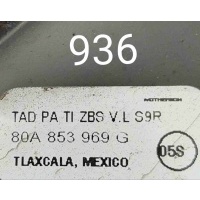 936
MOTHERSON
TAD PA TI ZBS V.L S9R
80A 853 969 G
05S
TLAXCALA, MEXICO